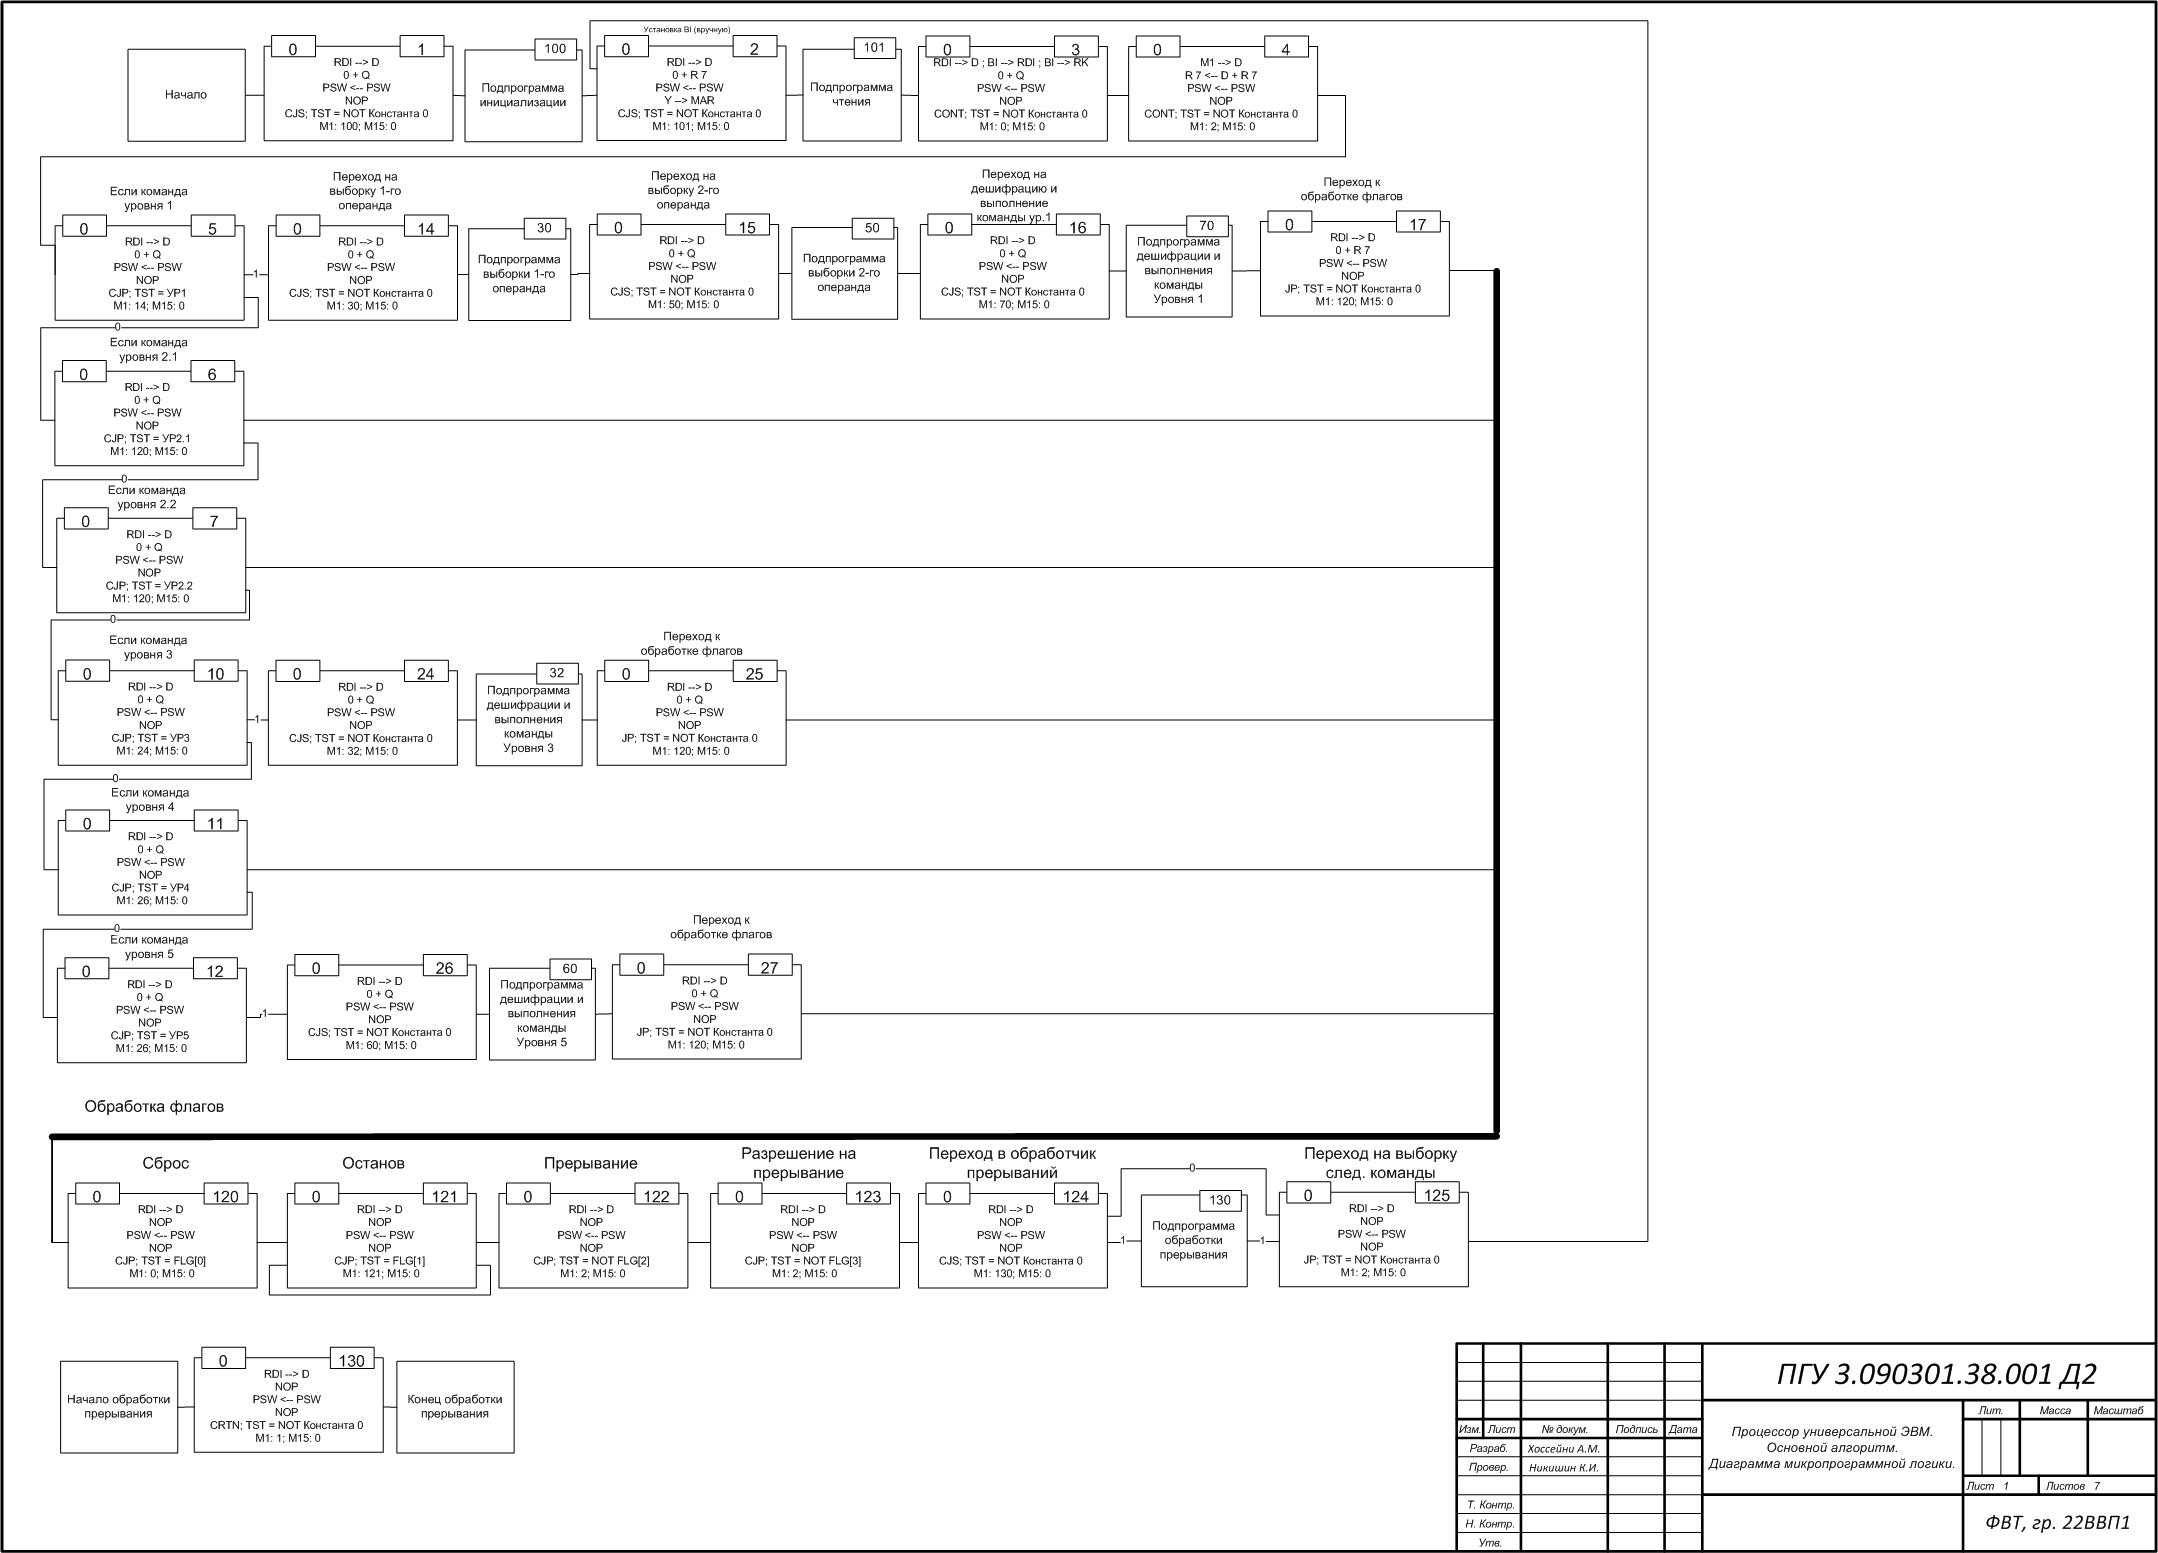 Установка BI (вручную)
Начало
0
1
RDI --> D
0 + Q
PSW <-- PSW
NOP
CJS; TST = NOT Константа 0
M1: 100; M15: 0
100
Подпрограмма
инициализации
0
2
RDI --> D
0 + R 7
PSW <-- PSW
Y --> MAR
CJS; TST = NOT Константа 0
M1: 101; M15: 0
101
Подпрограмма
чтения
0
3
RDI --> D ; BI --> RDI ; BI --> RK
0 + Q
PSW <-- PSW
NOP
CONT; TST = NOT Константа 0
M1: 0; M15: 0
0
4
M1 --> D
R 7 <-- D + R 7
PSW <-- PSW
NOP
CONT; TST = NOT Константа 0
M1: 2; M15: 0
Если команда
уровня 1
0
5
RDI --> D
0 + Q
PSW <-- PSW
NOP
CJP; TST = УР1
M1: 14; M15: 0
1
0
Переход на
выборку 1-го
операнда
0
14
RDI --> D
0 + Q
PSW <-- PSW
NOP
CJS; TST = NOT Константа 0
M1: 30; M15: 0
30
Подпрограмма
выборки 1-го
операнда
Переход на
выборку 2-го
операнда
0
15
RDI --> D
0 + Q
PSW <-- PSW
NOP
CJS; TST = NOT Константа 0
M1: 50; M15: 0
50
Подпрограмма
выборки 2-го
операнда
Переход на
дешифрацию и
выполнение
команды ур.1
0
16
RDI --> D
0 + Q
PSW <-- PSW
NOP
CJS; TST = NOT Константа 0
M1: 70; M15: 0
70
Подпрограмма
дешифрации и
выполнения
команды
Уровня 1
Переход к
обработке флагов
0
17
RDI --> D
0 + R 7
PSW <-- PSW
NOP
JP; TST = NOT Константа 0
M1: 120; M15: 0
Если команда
уровня 2.1
0
6
RDI --> D
0 + Q
PSW <-- PSW
NOP
CJP; TST = УР2.1
M1: 120; M15: 0
0
Если команда
уровня 2.2
0
7
RDI --> D
0 + Q
PSW <-- PSW
NOP
CJP; TST = УР2.2
M1: 120; M15: 0
0
Если команда
уровня 3
0
10
RDI --> D
0 + Q
PSW <-- PSW
NOP
CJP; TST = УР3
M1: 24; M15: 0
1
0
0
24
RDI --> D
0 + Q
PSW <-- PSW
NOP
CJS; TST = NOT Константа 0
M1: 32; M15: 0
32
Подпрограмма
дешифрации и
выполнения
команды
Уровня 3
Переход к
обработке флагов
0
25
RDI --> D
0 + Q
PSW <-- PSW
NOP
JP; TST = NOT Константа 0
M1: 120; M15: 0
Если команда
уровня 4
0
11
RDI --> D
0 + Q
PSW <-- PSW
NOP
CJP; TST = УР4
M1: 26; M15: 0
0
Если команда
уровня 5
0
12
RDI --> D
0 + Q
PSW <-- PSW
NOP
CJP; TST = УР5
M1: 26; M15: 0
1
0
26
RDI --> D
0 + Q
PSW <-- PSW
NOP
CJS; TST = NOT Константа 0
M1: 60; M15: 0
60
Подпрограмма
дешифрации и
выполнения
команды
Уровня 5
Переход к
обработке флагов
0
27
RDI --> D
0 + Q
PSW <-- PSW
NOP
JP; TST = NOT Константа 0
M1: 120; M15: 0
Обработка флагов
Сброс
0
120
RDI --> D
NOP
PSW <-- PSW
NOP
CJP; TST = FLG[0]
M1: 0; M15: 0
Останов
0
121
RDI --> D
NOP
PSW <-- PSW
NOP
CJP; TST = FLG[1]
M1: 121; M15: 0
Прерывание
0
122
RDI --> D
NOP
PSW <-- PSW
NOP
CJP; TST = NOT FLG[2]
M1: 2; M15: 0
Разрешение на
прерывание
0
123
RDI --> D
NOP
PSW <-- PSW
NOP
CJP; TST = NOT FLG[3]
M1: 2; M15: 0
Переход в обработчик
прерываний
0
124
RDI --> D
NOP
PSW <-- PSW
NOP
CJS; TST = NOT Константа 0
M1: 130; M15: 0
0
1
130
Подпрограмма
обработки
прерывания
1
Переход на выборку
след. команды
0
125
RDI --> D
NOP
PSW <-- PSW
NOP
JP; TST = NOT Константа 0
M1: 2; M15: 0
Начало обработки
прерывания
0
130
RDI --> D
NOP
PSW <-- PSW
NOP
CRTN; TST = NOT Константа 0
M1: 1; M15: 0
Конец обработки
прерывания
ПГУ 3.090301.38.001 Д2
Изм. Лист № докум. Подпись Дата
Разраб. Хоссейни А.М.
Провер. Никишин К.И.
Т. Контр.
Н. Контр.
Утв.
Процессор универсальной ЭВМ.
Основной алгоритм.
Диаграмма микропрограммной логики.
Лит. Масса Масштаб
Лист 1 Листов 7
ФВТ, гр. 22ВВП1